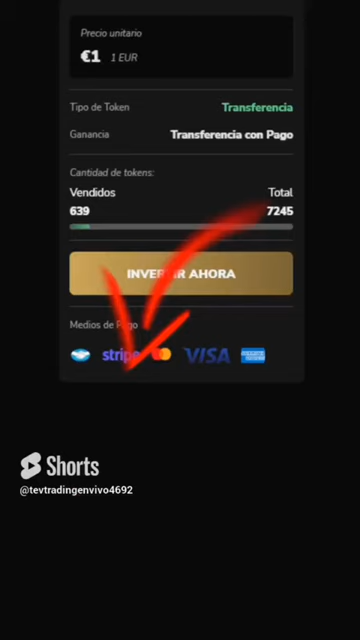 Precio unitario
€1 1 EUR
Tipo de Token Transferencia
Ganancia Transferencia con Pago
Cantidad de tokens:
Vendidos Total
639 7245
INVERTIR AHORA
Medios de Pago
stripe VISA
Shorts
@tevtradingenvivo4692